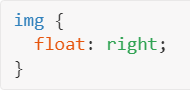 img {
  float: right;
}